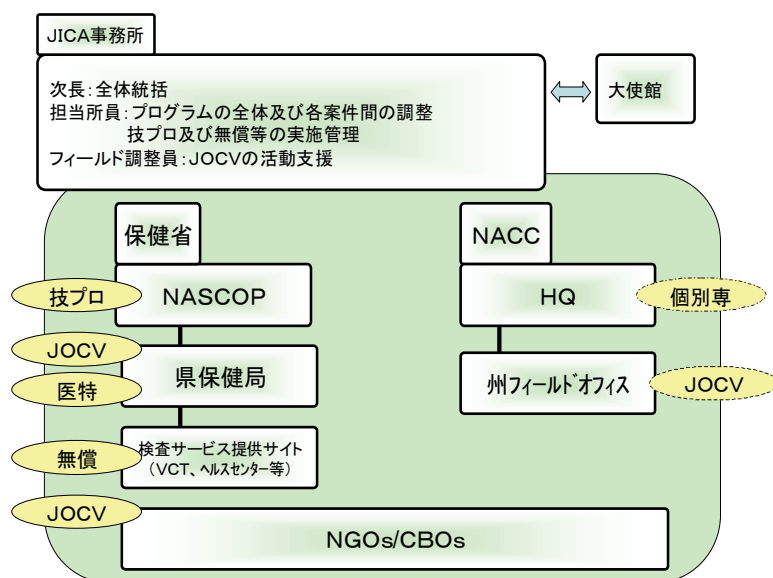 JICA事務所
次長：全体統括
担当所員：プログラムの全体及び各案件間の調整
技プロ及び無償等の実施管理
フィールド調整員：JOCVの活動支援
大使館
保健省
NACC
技プロ
NASCOP
HQ
個別専
JOCV
医特
県保健局
州フィールドオフィス
JOCV
無償
検査サービス提供サイト
（VCT、ヘルスセンター等）
JOCV
NGOs/CBOs